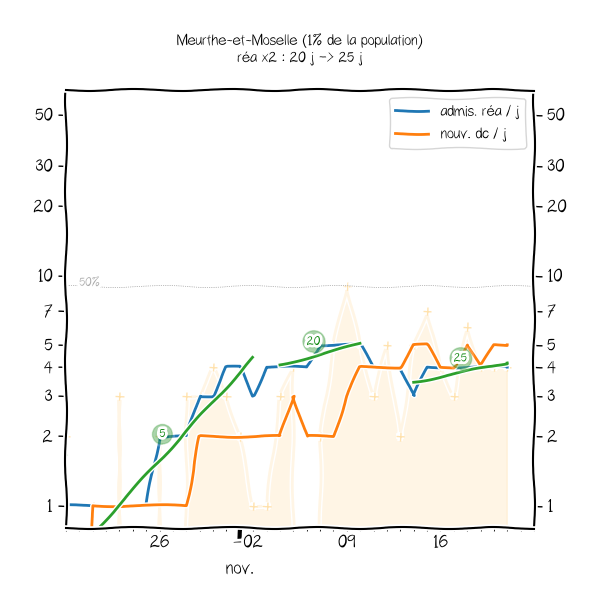 Meurthe-et-Moselle (1% de la population)
réa x2 : 20 j -> 25 j
admis. réa / j
nouv. dc / j
50 50
30 30
20 20
50%
10 10
7 7
5 5
4 4
3 3
2 2
1 1
5
20
25
26 02 09 16
nov.